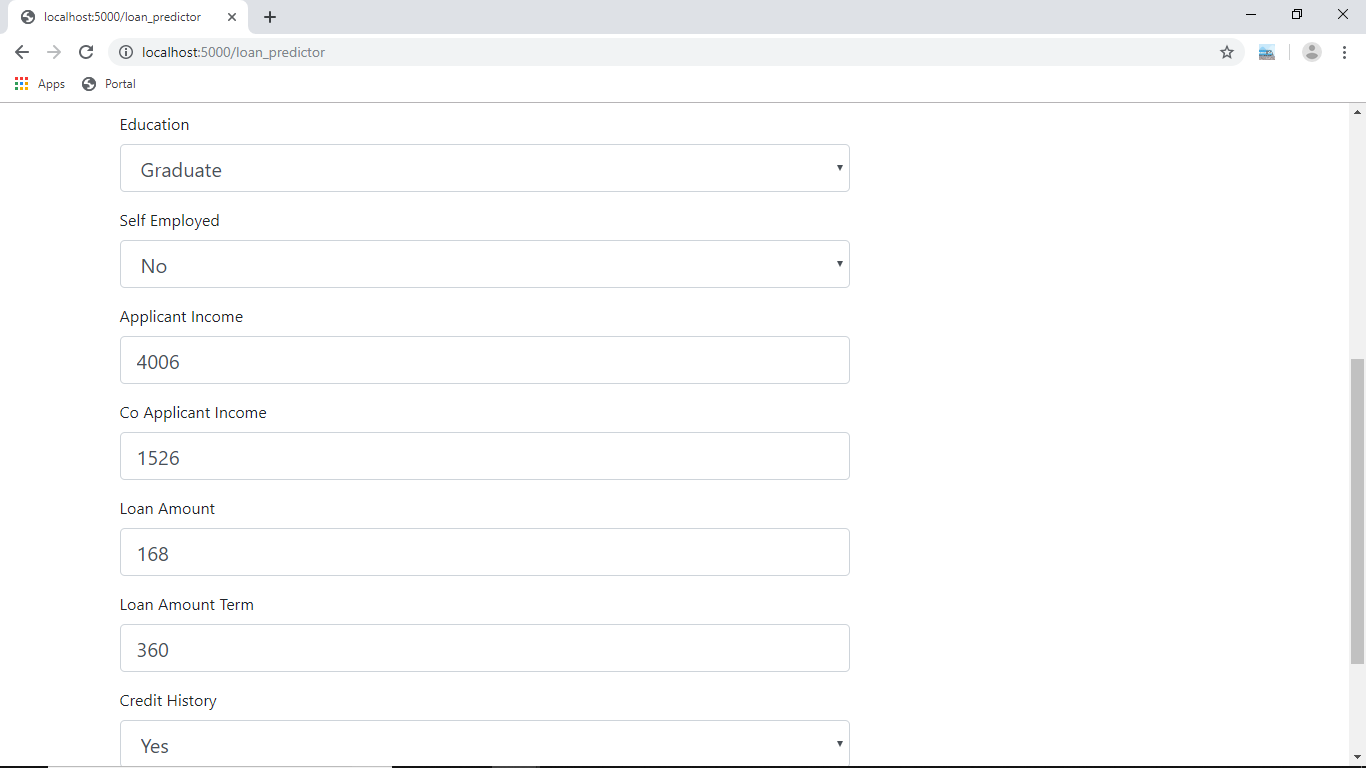 localhost:5000/loan_predictor
localhost:5000/loan_predictor
Apps
Portal
Education
Graduate
Self Employed
No
Applicant Income
4006
Co Applicant Income
1526
Loan Amount
168
Loan Amount Term
360
Credit History
Yes